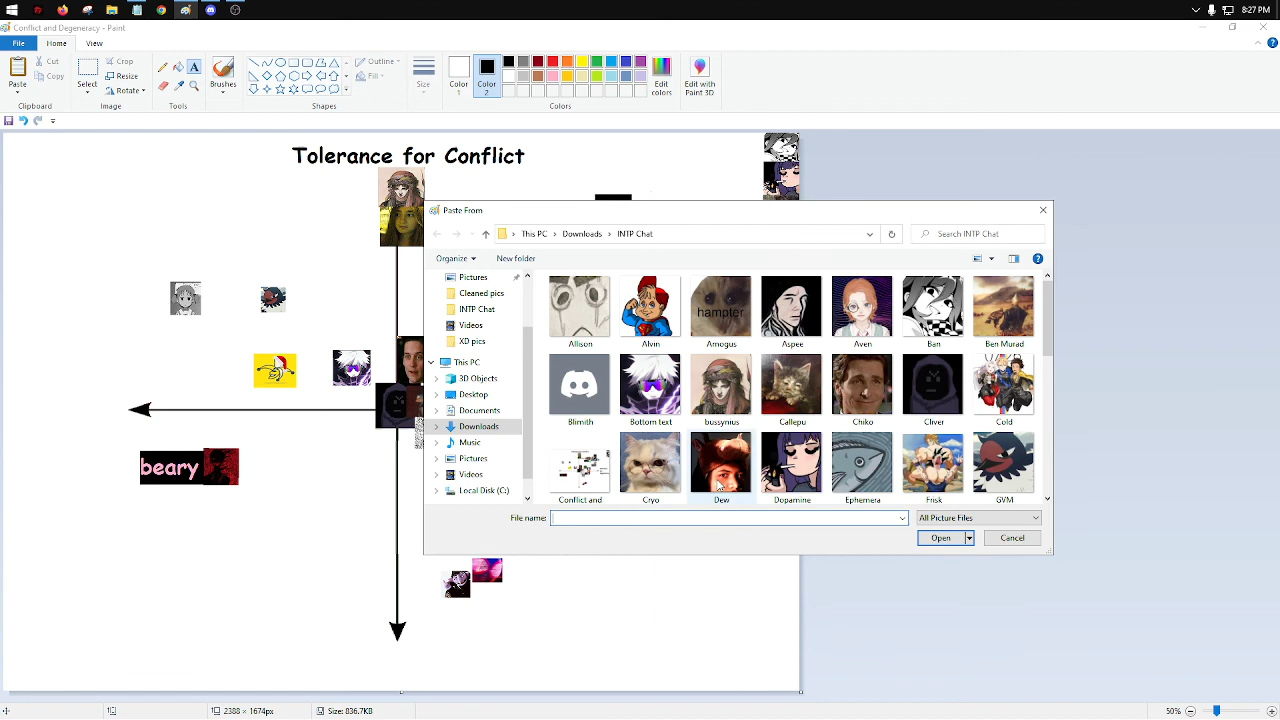 8:27 PM
Conflict and Degeneracy - Paint
File
Home
View
Paste
Cut
Copy
Clipboard
Select
Crop
Resize
Rotate
Image
Tools
Brushes
Outline
Fill
Shapes
Size
Color
1
Color
2
Edit
colors
Colors
Edit with
Paint 3D
Tolerance for Conflict
Paste From
This PC
Downloads
INTP Chat
Search INTP Chat
Organize
New folder
Pictures
Cleaned pics
INTP Chat
Videos
XD pics
This PC
3D Objects
Desktop
Documents
Downloads
Music
Pictures
Videos
Local Disk (C:)
hampter
Allison
Alvin
Amogus
Aspee
Aven
Ban
Ben Murad
Blimith
Bottom text
bussynius
Callepu
Chiko
Cliver
Cold
Conflict and
Cryo
Dew
Dopamine
Ephemera
Frisk
GVM
File name:
All Picture Files
Open
Cancel
beary
2388 × 1674px
Size: 836.7KB
50%